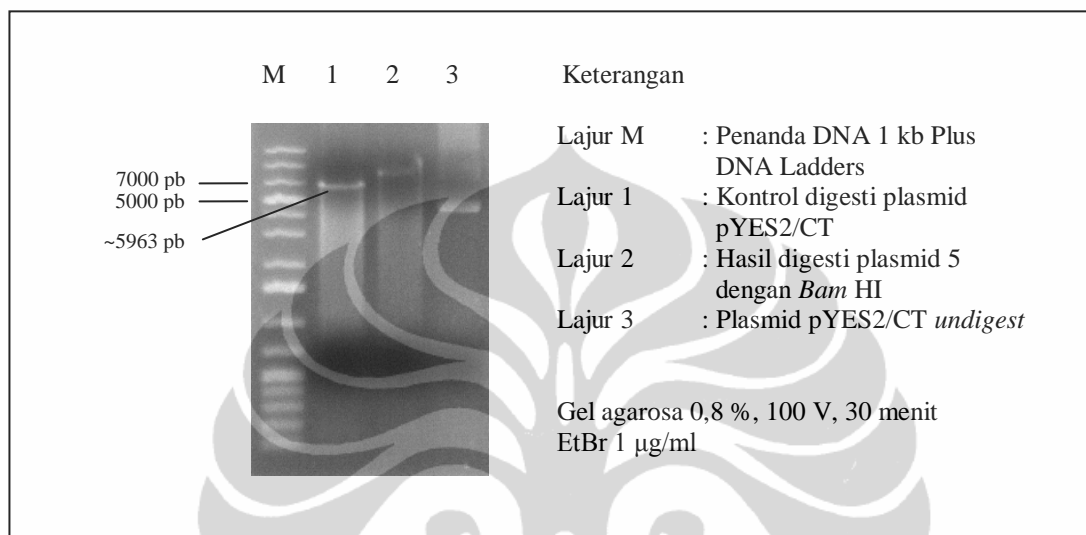 M 1 2 3
Keterangan
7000 pb
5000 pb
~5963 pb
Lajur M : Penanda DNA 1 kb Plus
DNA Ladders
Lajur 1 : Kontrol digesti plasmid
pYES2/CT
Lajur 2 : Hasil digesti plasmid 5
dengan Bam HI
Lajur 3 : Plasmid pYES2/CT undigest
Gel agarosa 0,8 %, 100 V, 30 menit
EtBr 1 µg/ml